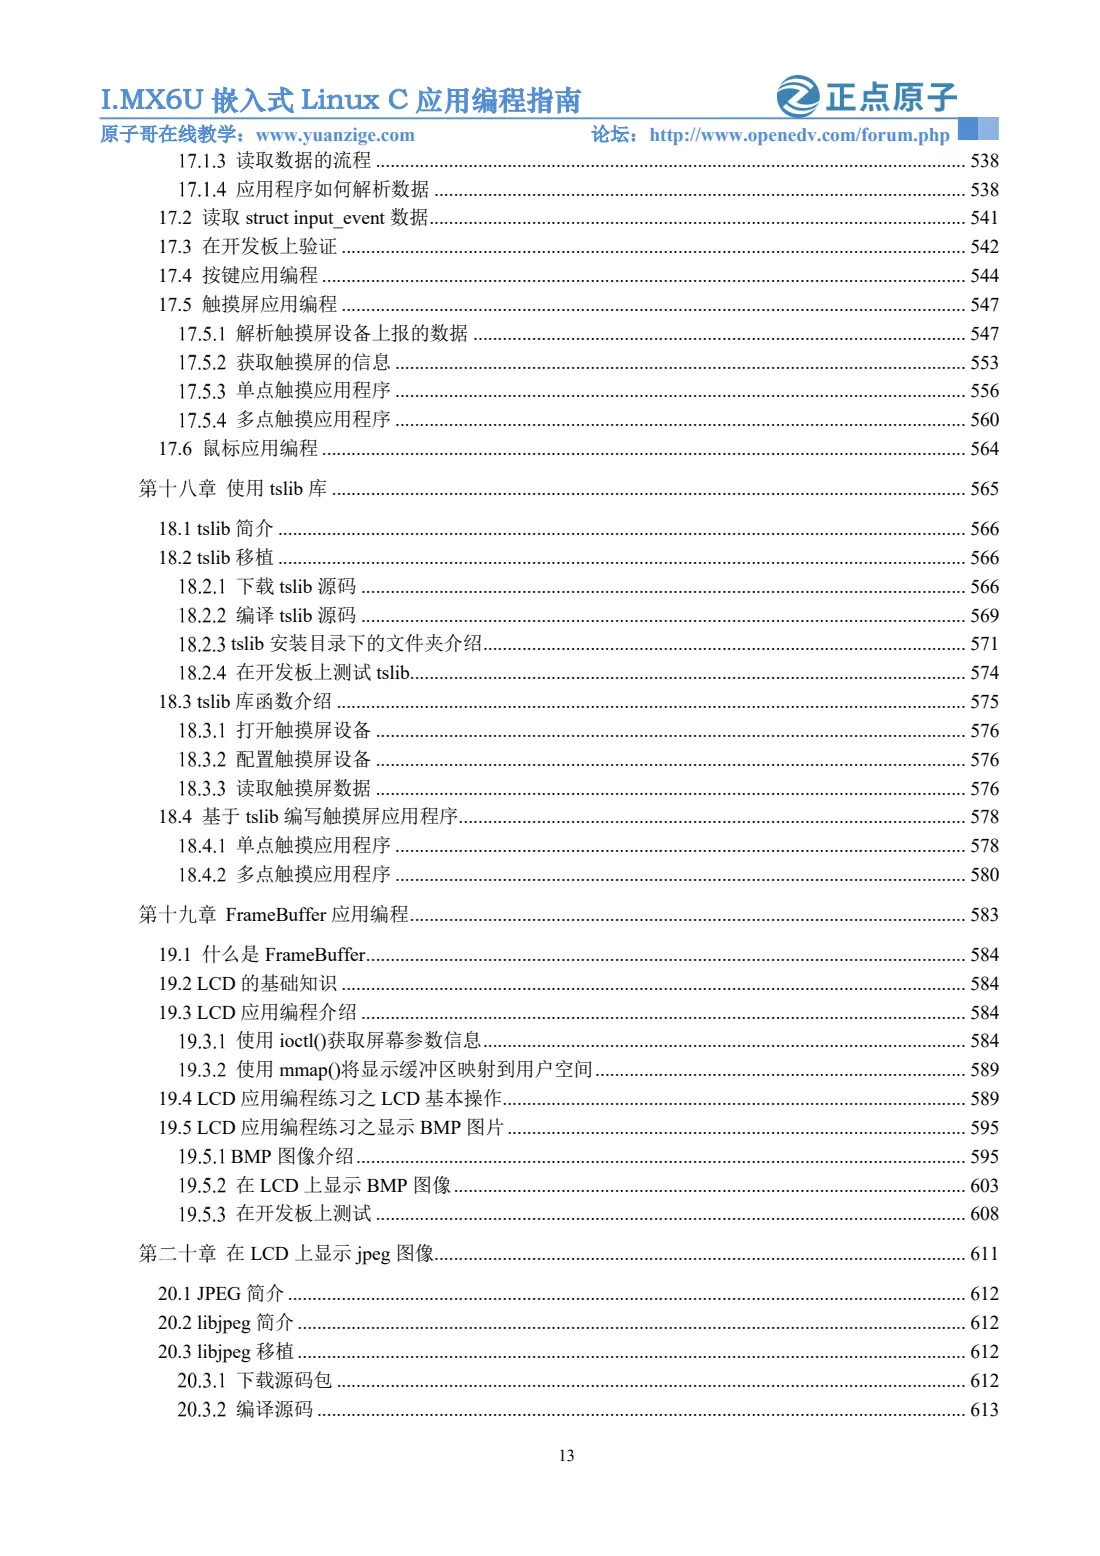 I.MX6U 嵌入式 Linux C 应用编程指南
正点原子
原子哥在线教学：www.yuanzige.com 论坛：http://www.openedv.com/forum.php
17.1.3 读取数据的流程 538
17.1.4 应用程序如何解析数据 538
17.2 读取 struct input_event 数据 541
17.3 在开发板上验证 542
17.4 按键应用编程 544
17.5 触摸屏应用编程 547
17.5.1 解析触摸屏设备上报的数据 547
17.5.2 获取触摸屏的信息 553
17.5.3 单点触摸应用程序 556
17.5.4 多点触摸应用程序 560
17.6 鼠标应用编程 564
第十八章 使用 tslib 库 565
18.1 tslib 简介 566
18.2 tslib 移植 566
18.2.1 下载 tslib 源码 566
18.2.2 编译 tslib 源码 569
18.2.3 tslib 安装目录下的文件夹介绍 571
18.2.4 在开发板上测试 tslib 574
18.3 tslib 库函数介绍 575
18.3.1 打开触摸屏设备 576
18.3.2 配置触摸屏设备 576
18.3.3 读取触摸屏数据 576
18.4 基于 tslib 编写触摸屏应用程序 578
18.4.1 单点触摸应用程序 578
18.4.2 多点触摸应用程序 580
第十九章 FrameBuffer 应用编程 583
19.1 什么是 FrameBuffer 584
19.2 LCD 的基础知识 584
19.3 LCD 应用编程介绍 584
19.3.1 使用 ioctl()获取屏幕参数信息 584
19.3.2 使用 mmap()将显示缓冲区映射到用户空间 589
19.4 LCD 应用编程练习之 LCD 基本操作 589
19.5 LCD 应用编程练习之显示 BMP 图片 595
19.5.1 BMP 图像介绍 595
19.5.2 在 LCD 上显示 BMP 图像 603
19.5.3 在开发板上测试 608
第二十章 在 LCD 上显示 jpeg 图像 611
20.1 JPEG 简介 612
20.2 libjpeg 简介 612
20.3 libjpeg 移植 612
20.3.1 下载源码包 612
20.3.2 编译源码 613
13